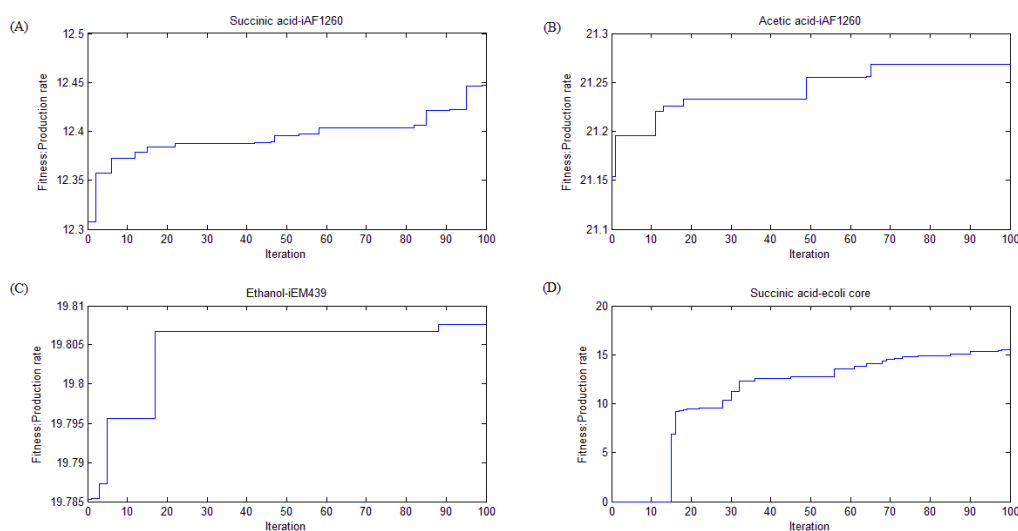 (A)
Succinic acid-iAF1260
12.5
12.45
12.4
12.35
12.3
Fitness:Production rate
0 10 20 30 40 50 60 70 80 90 100
Iteration
(B)
Acetic acid-iAF1260
21.3
21.25
21.2
21.15
21.1
Fitness:Production rate
0 10 20 30 40 50 60 70 80 90 100
Iteration
(C)
Ethanol-iEM439
19.81
19.805
19.8
19.795
19.79
19.785
Fitness:Production rate
0 10 20 30 40 50 60 70 80 90 100
Iteration
(D)
Succinic acid-ecoli core
20
15
10
5
0
Fitness:Production rate
0 10 20 30 40 50 60 70 80 90 100
Iteration